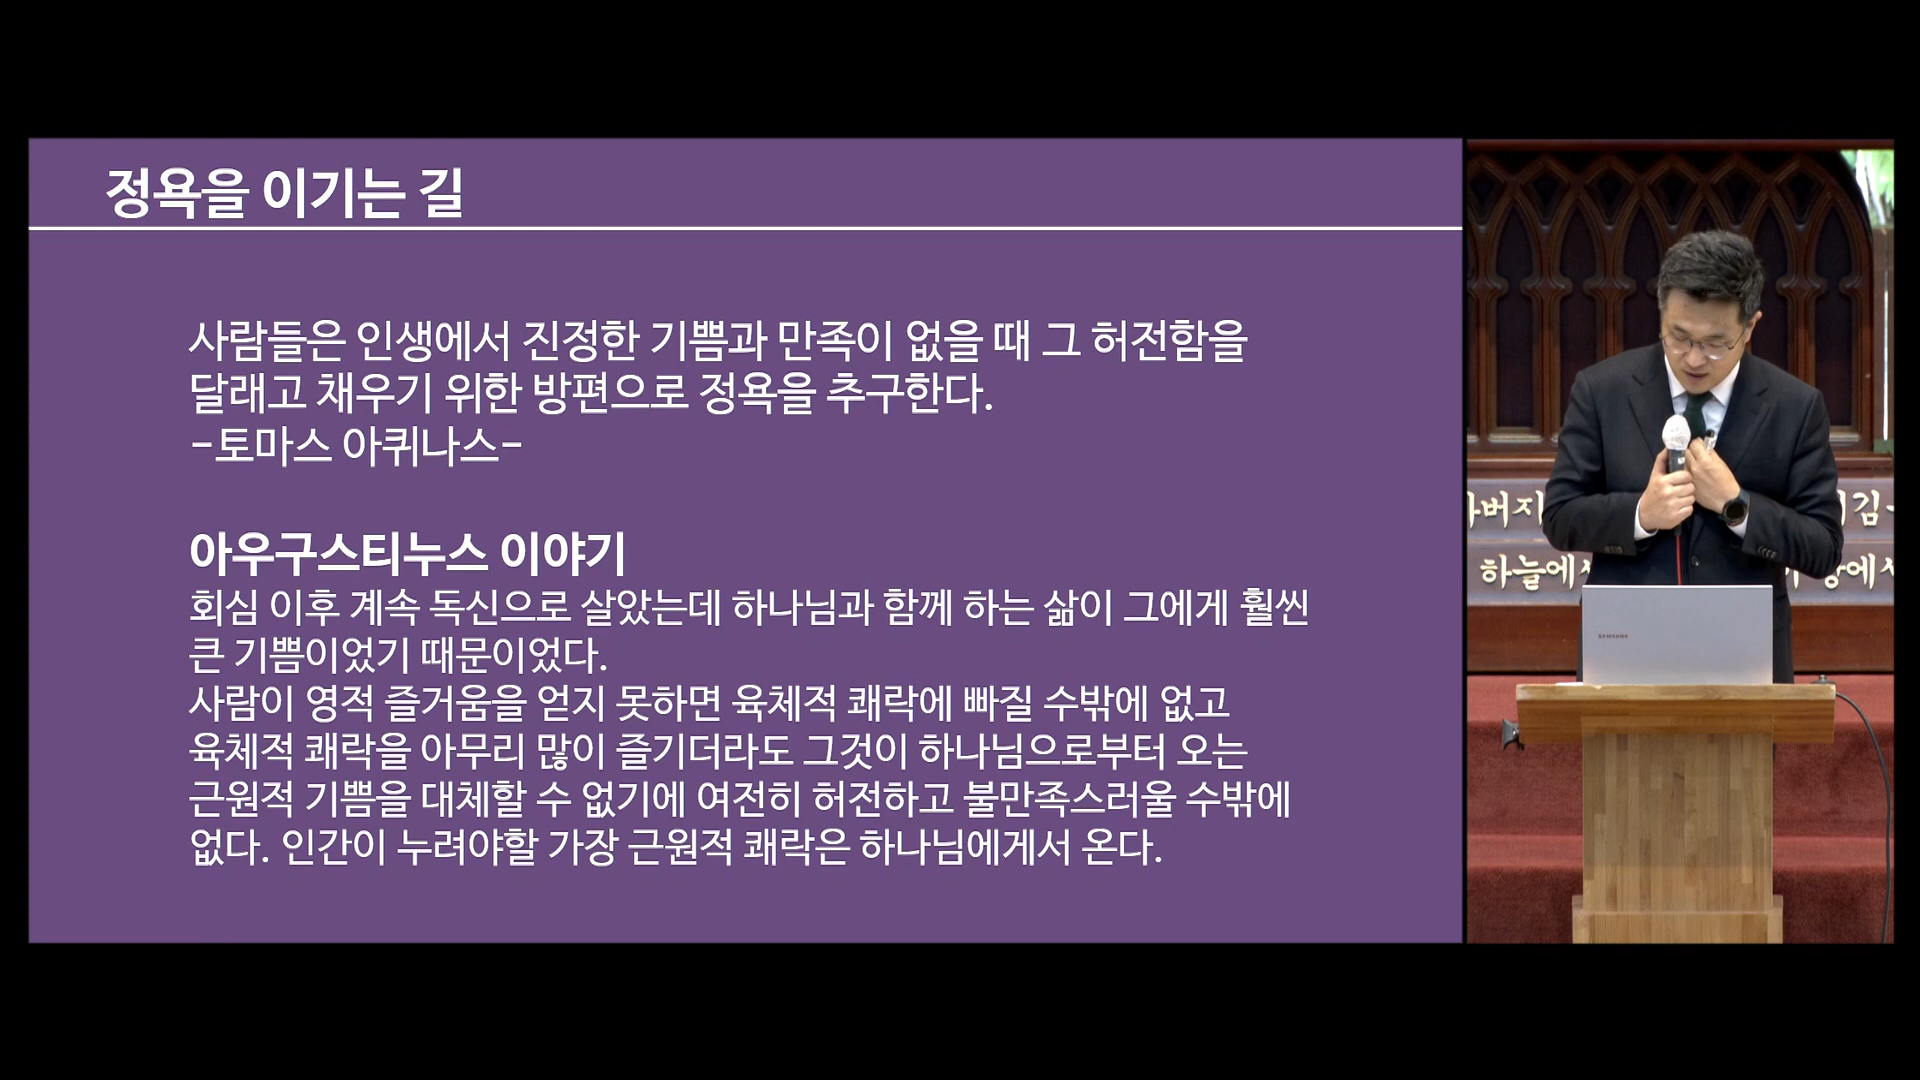 정욕을 이기는 길
사람들은 인생에서 진정한 기쁨과 만족이 없을 때 그 허전함을
달래고 채우기 위한 방편으로 정욕을 추구한다.
-토마스 아퀴나스-
아우구스티누스 이야기
회심 이후 계속 독신으로 살았는데 하나님과 함께 하는 삶이 그에게 훨씬
큰 기쁨이었기 때문이었다.
사람이 영적 즐거움을 얻지 못하면 육체적 쾌락에 빠질 수밖에 없고
육체적 쾌락을 아무리 많이 즐기더라도 그것이 하나님으로부터 오는
근원적 기쁨을 대체할 수 없기에 여전히 허전하고 불만족스러울 수밖에
없다. 인간이 누려야할 가장 근원적 쾌락은 하나님에게서 온다.
하늘에서
SAMSUNG